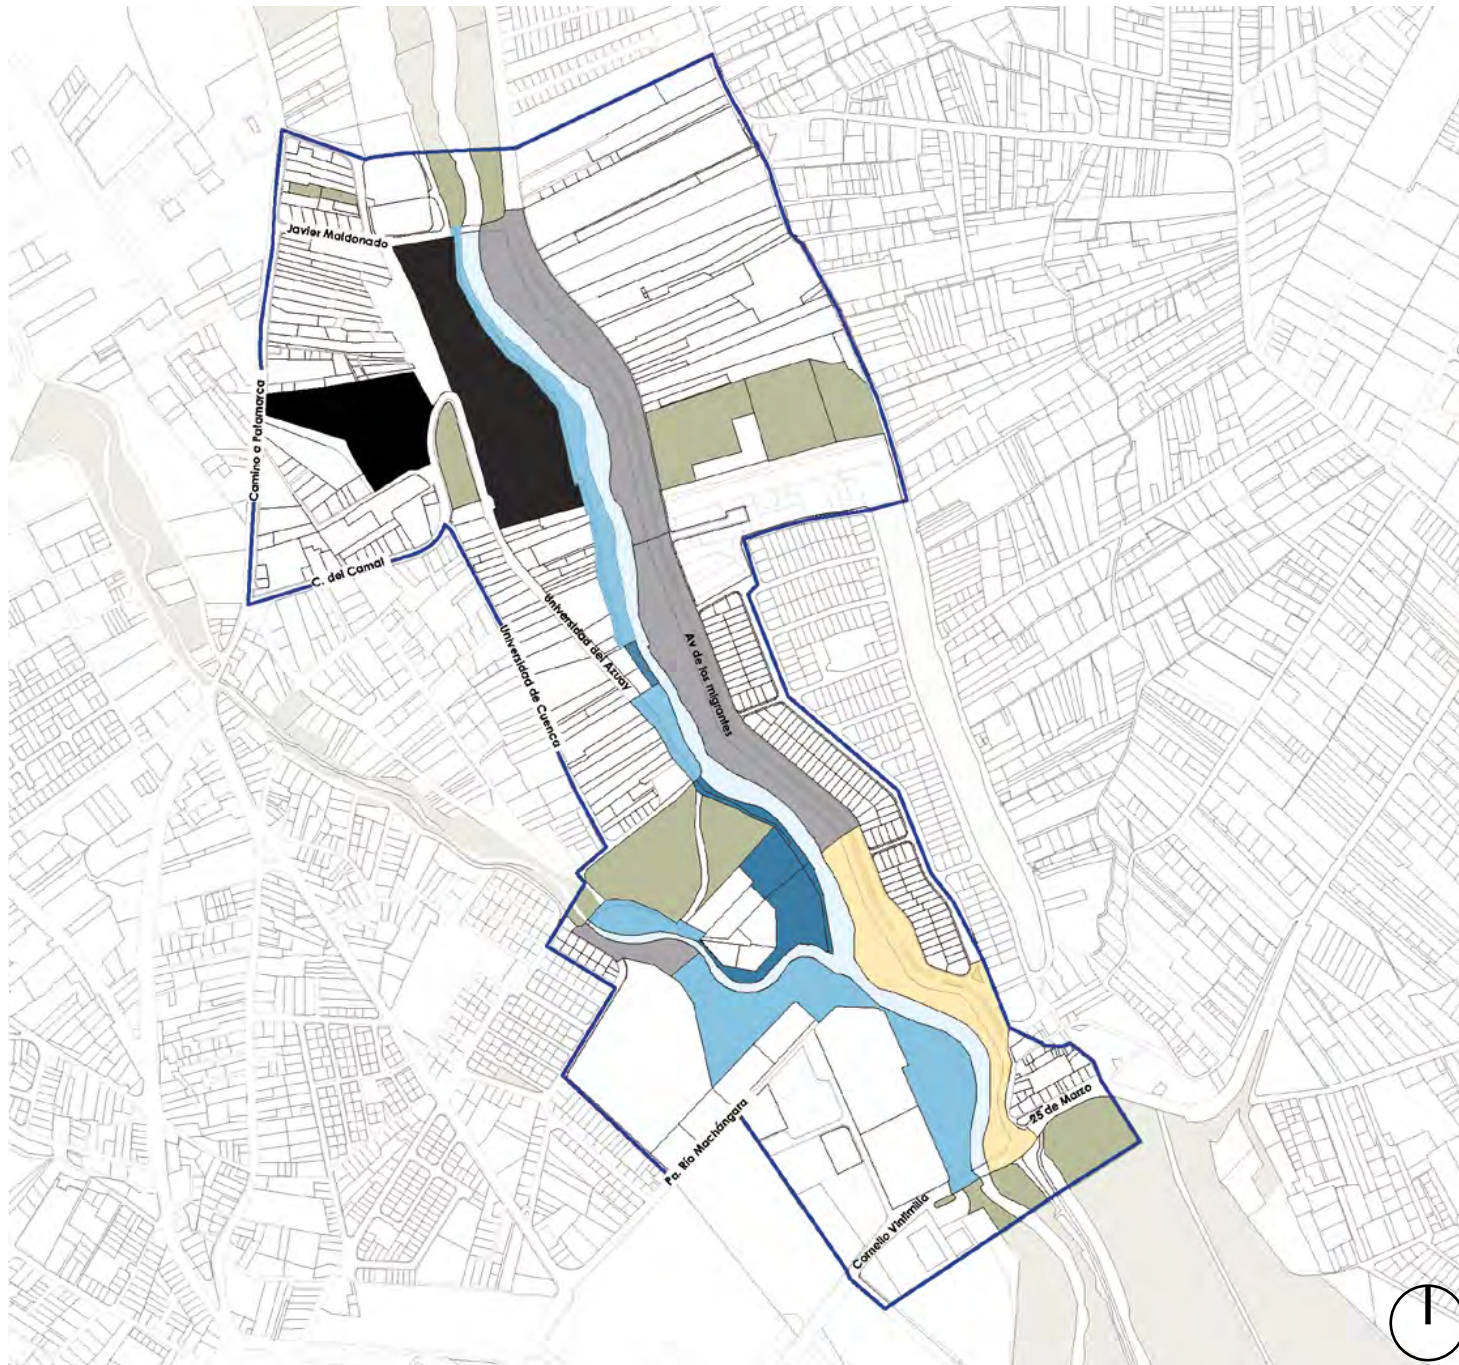 Javier Maldonado
Camino a Patamarca
C. del Camal
Universidad del Azuay
Universidad de Cuenca
Av de los migrantes
25 de Marzo
Pa. Río Machángara
Cornelio Vintimilla